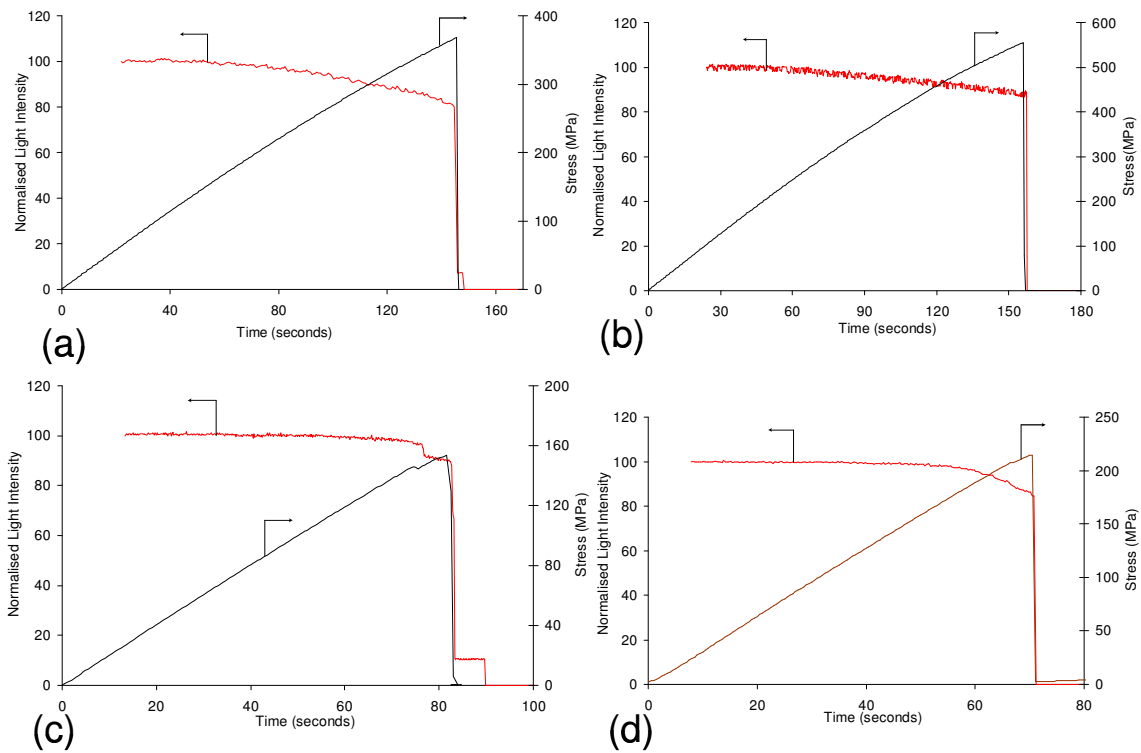 120
100
80
60
40
20
0
Normalised Light Intensity
400
300
200
100
0
Stress (MPa)
0 40 80 120 160
Time (seconds)
(a)
120
100
80
60
40
20
0
Normalised Light Intensity
600
500
400
300
200
100
0
Stress(MPa)
0 30 60 90 120 150 180
Time (seconds)
(b)
120
100
80
60
40
20
0
Normalised Light Intensity
200
160
120
80
40
0
Stress (MPa)
0 20 40 60 80 100
Time (seconds)
(c)
120
100
80
60
40
20
0
Normalised Light Intensity
250
200
150
100
50
0
Stress (MPa)
0 20 40 60 80
Time (seconds)
(d)